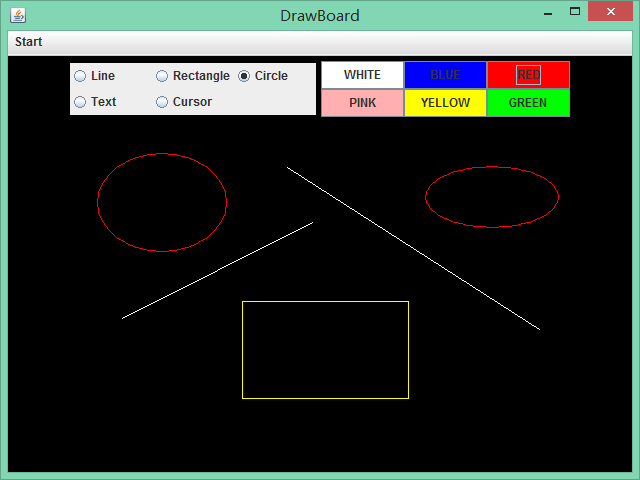 DrawBoard
Start
Line Rectangle Circle
Text Cursor
WHITE BLUE RED
PINK YELLOW GREEN